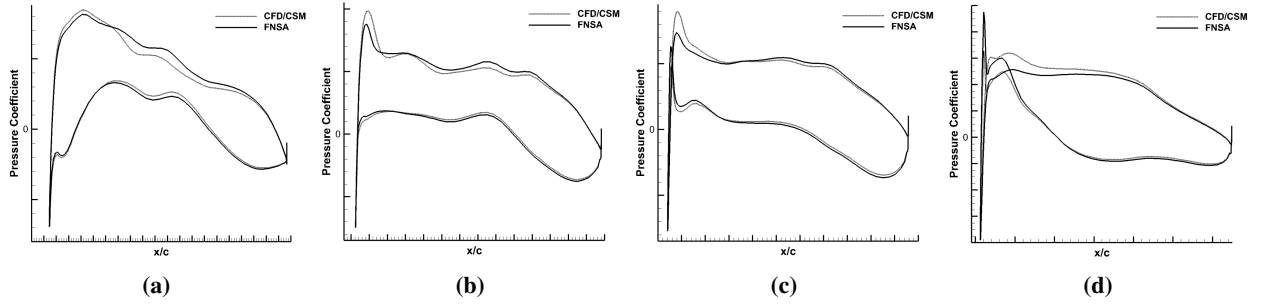 CFD/CSM
FNSA
Pressure Coefficient
0
x/c
(a)
CFD/CSM
FNSA
Pressure Coefficient
0
x/c
(b)
CFD/CSM
FNSA
Pressure Coefficient
0
x/c
(c)
CFD/CSM
FNSA
Pressure Coefficient
0
x/c
(d)